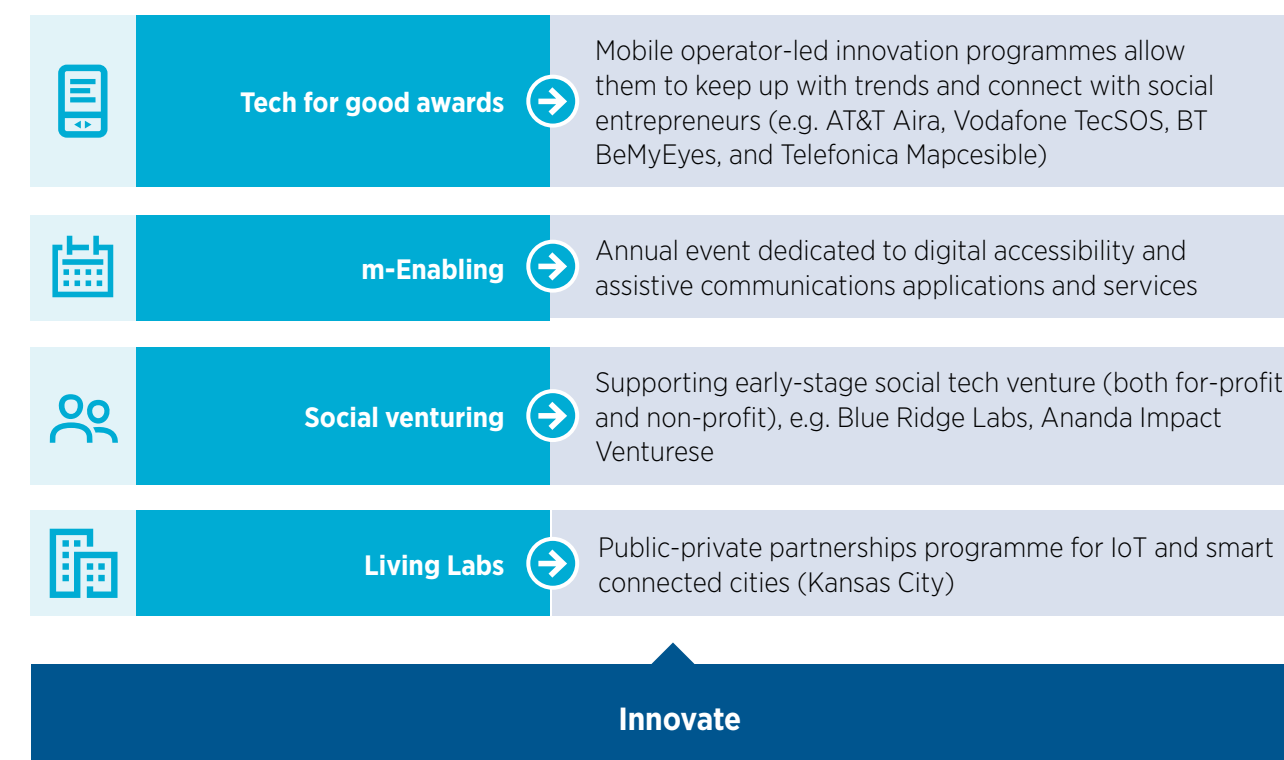 Tech for good awards
Mobile operator-led innovation programmes allow
them to keep up with trends and connect with social
entrepreneurs (e.g. AT&T Aira, Vodafone TecSOS, BT
BeMyEyes, and Telefonica Mapcesible)
m-Enabling
Annual event dedicated to digital accessibility and
assistive communications applications and services
Social venturing
Supporting early-stage social tech venture (both for-profit
and non-profit), e.g. Blue Ridge Labs, Ananda Impact
Venturese
Living Labs
Public-private partnerships programme for IoT and smart
connected cities (Kansas City)
Innovate